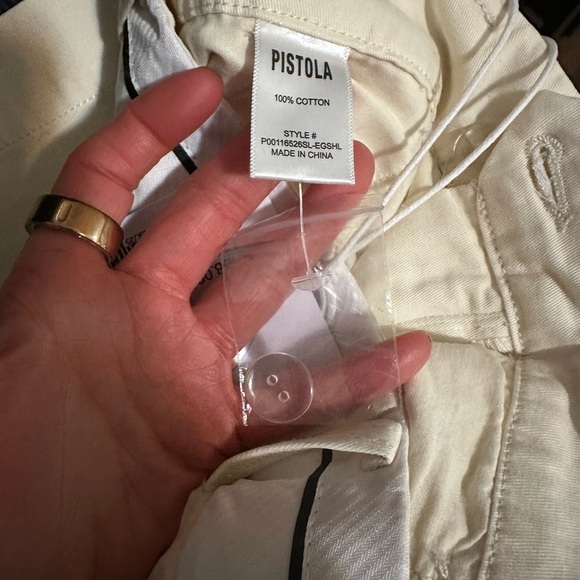 PISTOLA
100% COTTON
STYLE #
P00116526SL-EGSHL
MADE IN CHINA